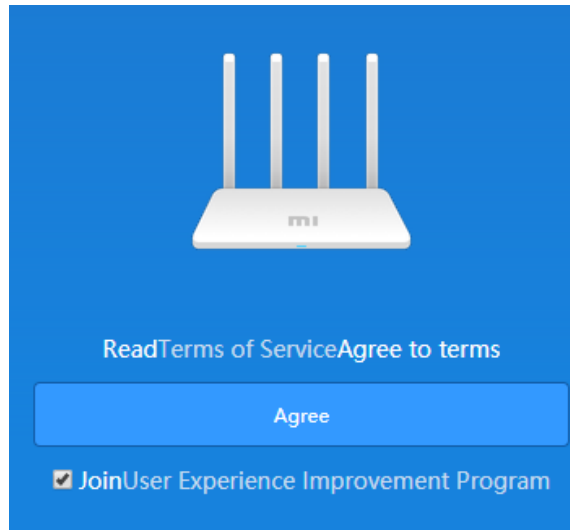 mi
ReadTerms of ServiceAgree to terms
Agree
JoinUser Experience Improvement Program